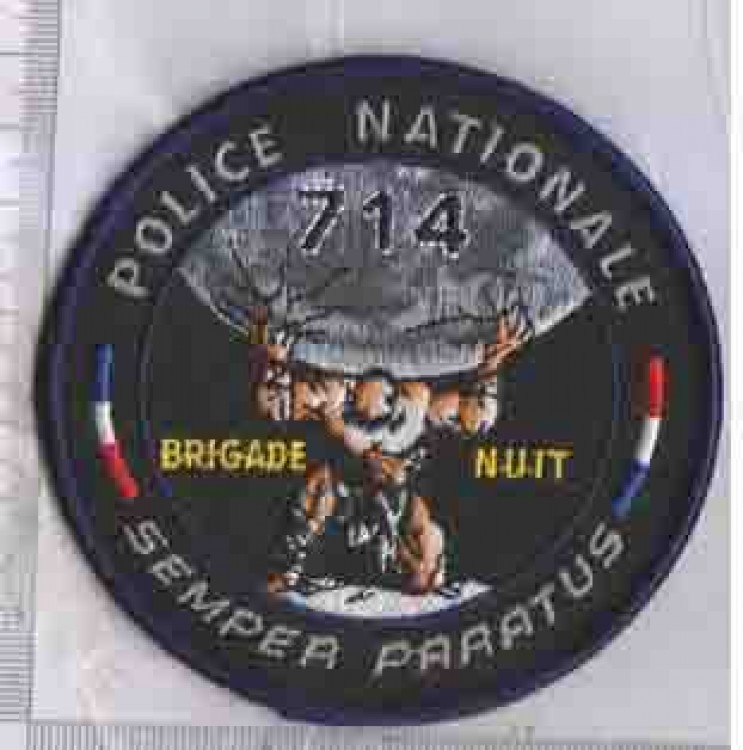 POLICE NATIONALE
714
BRIGADE NUIT
SEMPER PARATUS